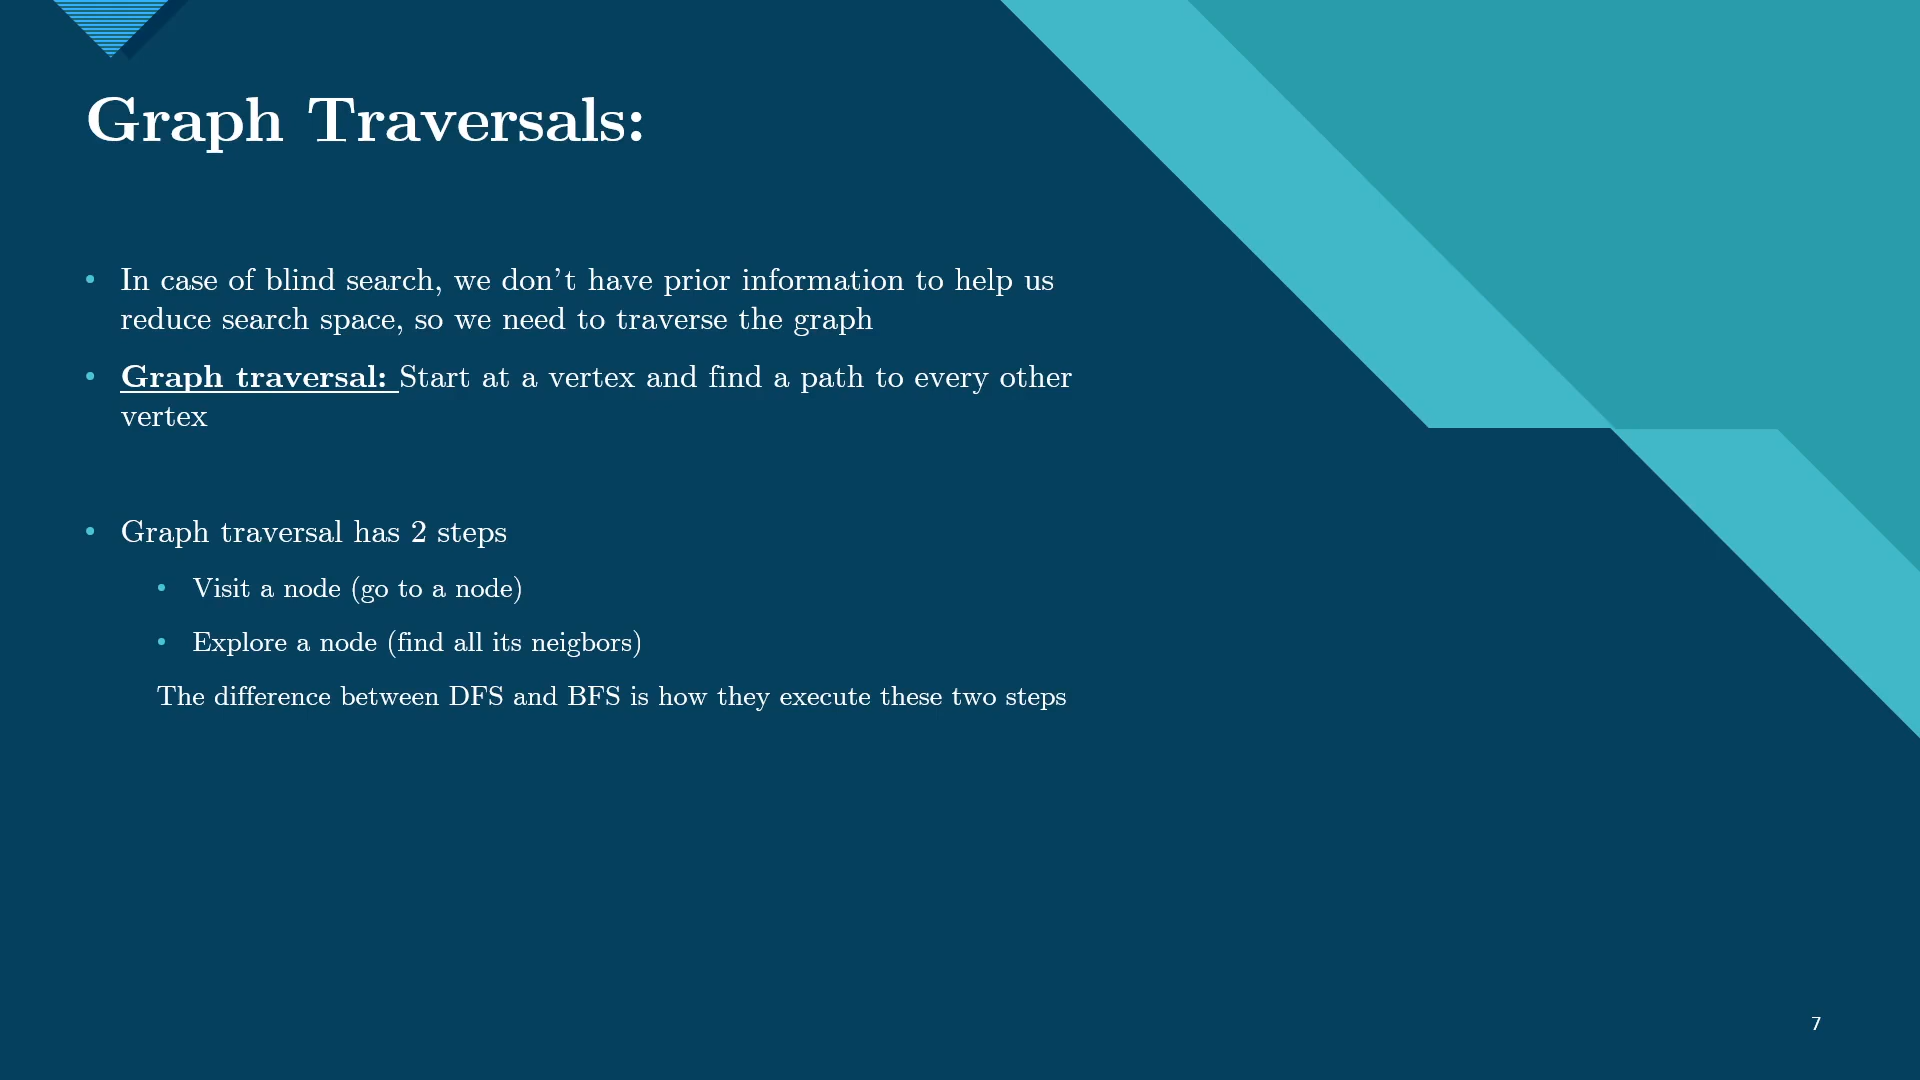 Graph Traversals:
• In case of blind search, we don’t have prior information to help us
reduce search space, so we need to traverse the graph
• Graph traversal: Start at a vertex and find a path to every other
vertex
• Graph traversal has 2 steps
• Visit a node (go to a node)
• Explore a node (find all its neigbors)
The difference between DFS and BFS is how they execute these two steps
7